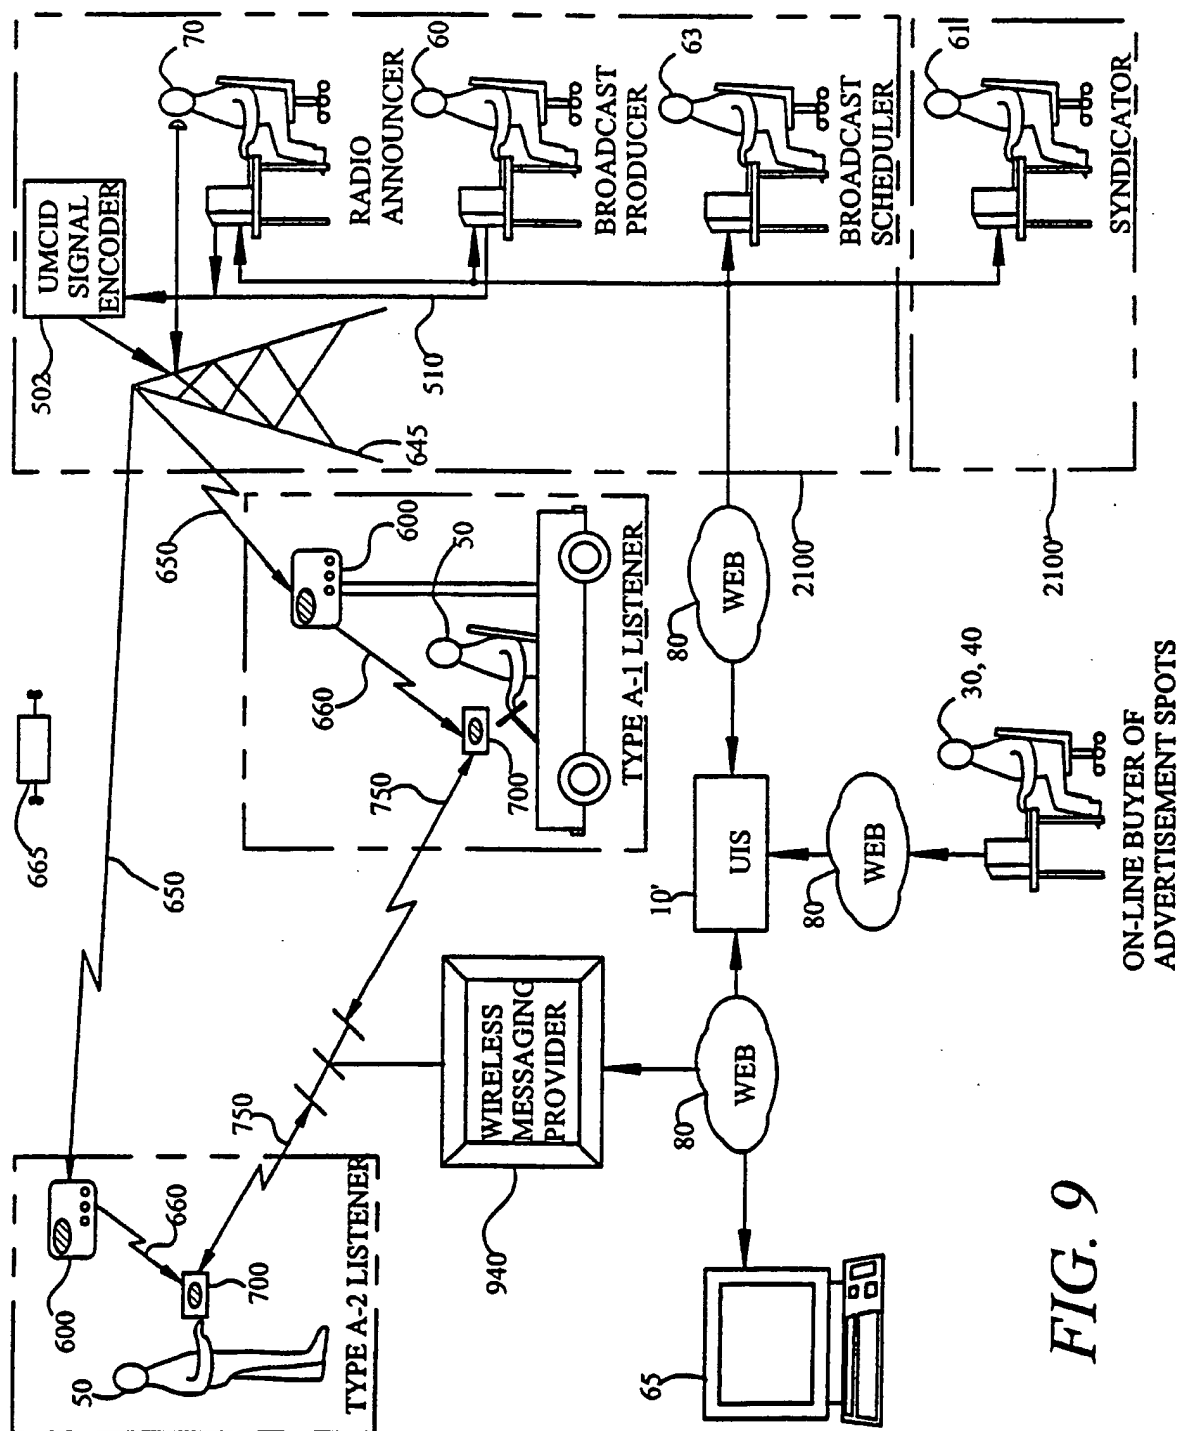 665
502
UMCID
SIGNAL
ENCODER
50
600
660
650
650
70
700
750
TYPE A-2 LISTENER
660
750
600
645
510
RADIO
ANNOUNCER
60
50
940
WIRELESS
MESSAGING
PROVIDER
700
TYPE A-1 LISTENER
BROADCAST
PRODUCER
65
80
WEB
10'
UIS
80
WEB
63
2100
80
WEB
BROADCAST
SCHEDULER
30, 40
61
2100
FIG. 9
ON-LINE BUYER OF
ADVERTISEMENT SPOTS
SYNDICATOR